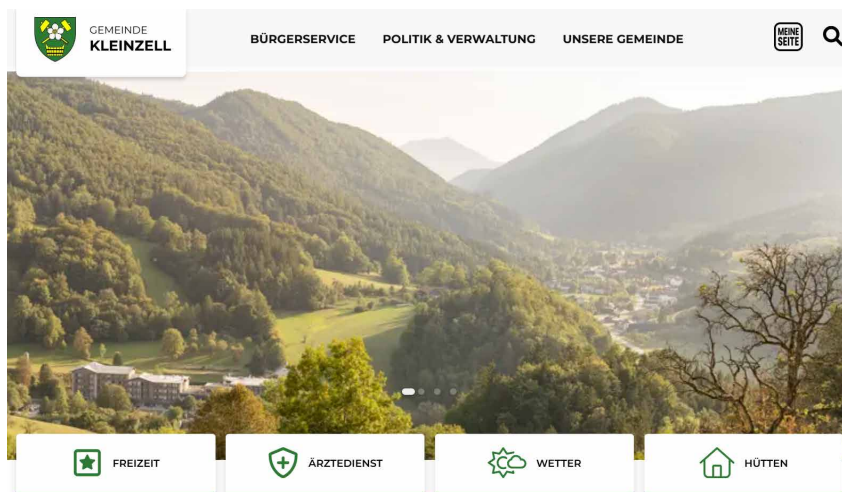 GEMEINDE
KLEINZELL
BÜRGERSERVICE
POLITIK & VERWALTUNG
UNSERE GEMEINDE
MEINE
SEITE
FREIZEIT
ÄRZTEDIENST
WETTER
HÜTTEN